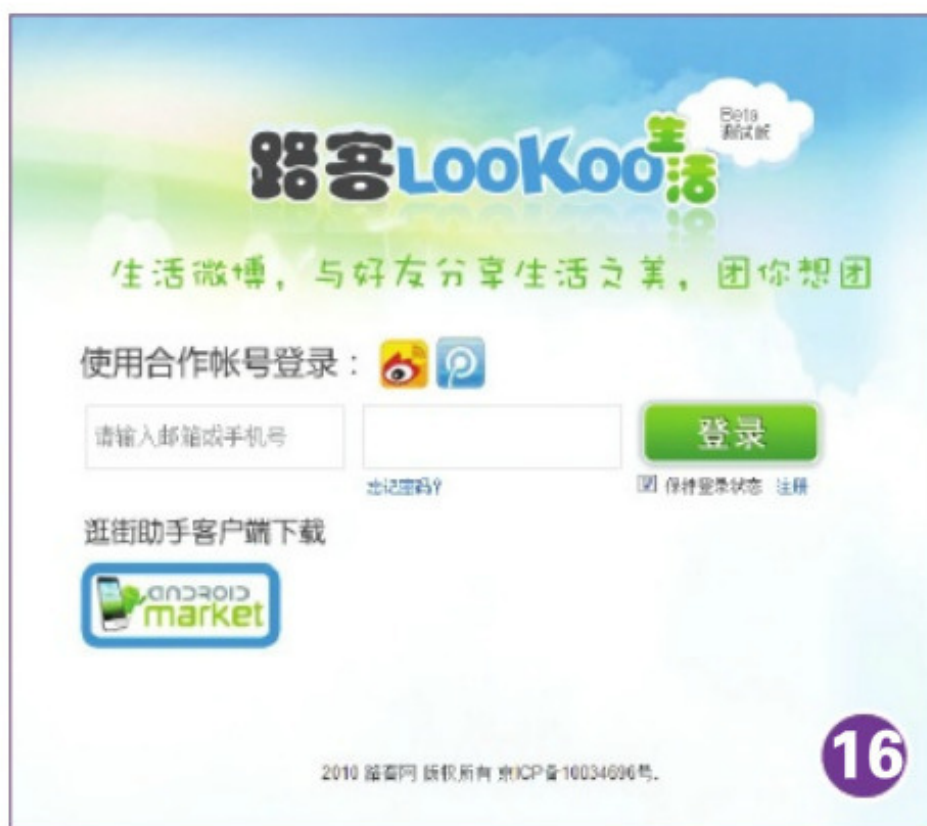 Beta
测试版
路客LOOKOO生活
生活微博，与好友分享生活之美，团你想团
使用合作帐号登录：
请输入邮箱或手机号
登录
忘记密码？
保持登录状态 注册
逛街助手客户端下载
ANDROID
market
2010 路客网 版权所有 京ICP备10034696号.
16